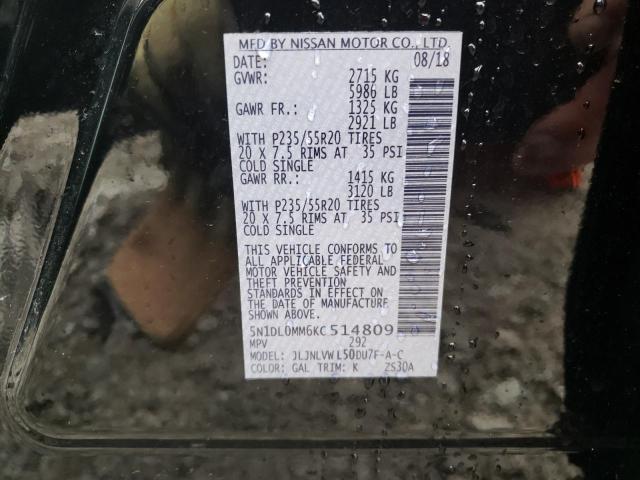 MFD BY NISSAN MOTOR CO., LTD.
DATE: 08/18
GVWR: 2715 KG
5986 LB
GAWR FR.: 1325 KG
2921 LB
WITH P235/55R20 TIRES
20 X 7.5 RIMS AT 35 PSI
COLD SINGLE
GAWR RR.: 1415 KG
3120 LB
WITH P235/55R20 TIRES
20 X 7.5 RIMS AT 35 PSI
COLD SINGLE
THIS VEHICLE CONFORMS TO
ALL APPLICABLE FEDERAL
MOTOR VEHICLE SAFETY AND
THEFT PREVENTION
STANDARDS IN EFFECT ON
THE DATE OF MANUFACTURE
SHOWN ABOVE.
5N1DL0MM6KC514809
MPV 292
MODEL: JLJNLVWL50DU7F-A-C
COLOR: GAL TRIM: K ZS30A